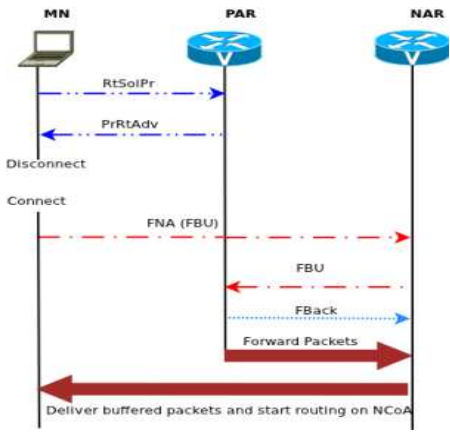 MN PAR NAR
RtSolPr
PrRtAdv
Disconnect
Connect
FNA (FBU)
FBU
FBack
Forward Packets
Deliver buffered packets and start routing on NCoA